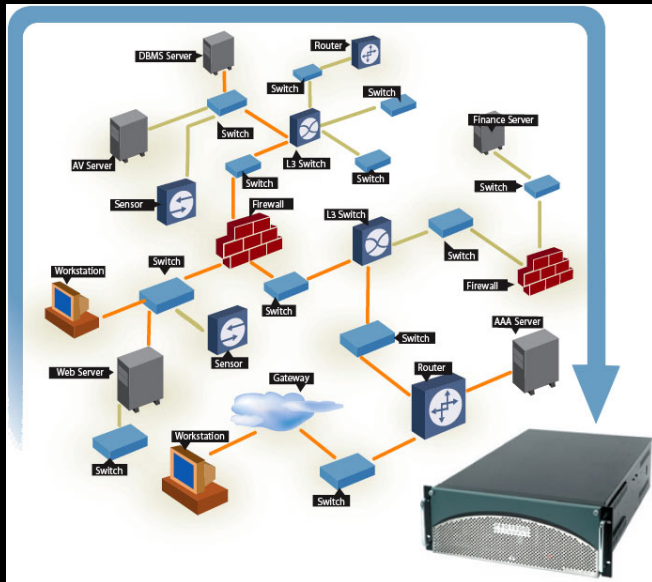 DBMS Server
Router
Switch
Switch
Finance Server
Switch
L3 Switch
AV Server
Switch
Switch
Switch
Sensor
Firewall
L3 Switch
Switch
Switch
Workstation
Switch
Firewall
AAA Server
Switch
Web Server
Sensor
Gateway
Router
Workstation
Switch
Switch